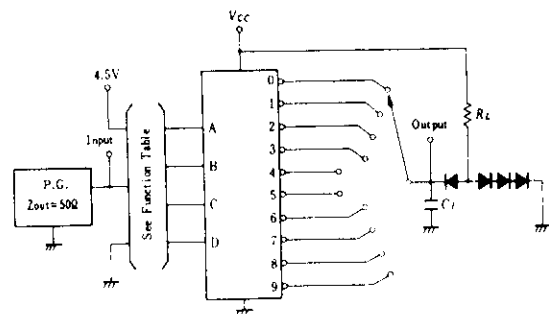 VCC
4.5V
Input
P.G.
Zout=50Ω
See Function Table
A
B
C
D
0
1
2
3
4
5
6
7
8
9
Output
RL
CL